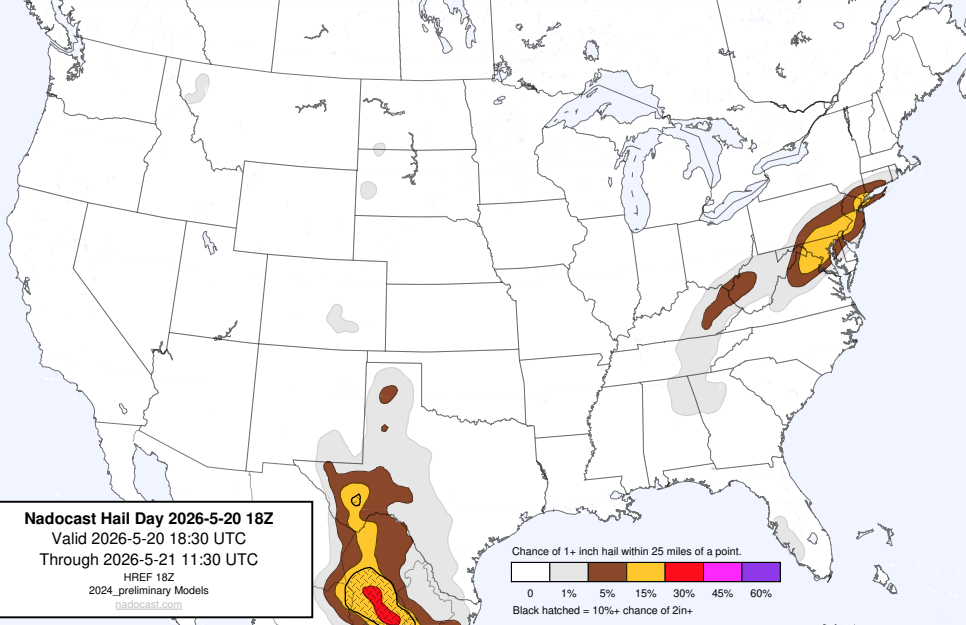 Nadocast Hail Day 2026-5-20 18Z
Valid 2026-5-20 18:30 UTC
Through 2026-5-21 11:30 UTC
HREF 18Z
2024_preliminary Models
nadocast.com
Chance of 1+ inch hail within 25 miles of a point.
0 1% 5% 15% 30% 45% 60%
Black hatched = 10%+ chance of 2in+